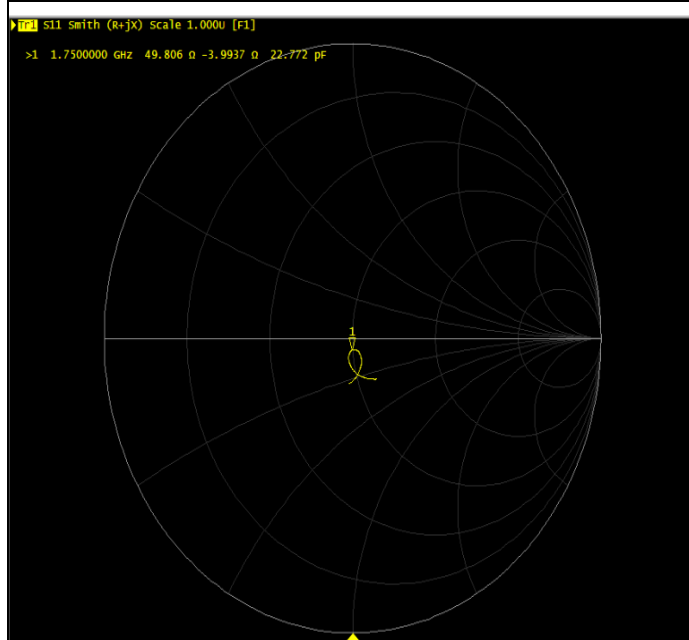 Tr1 S11 Smith (R+jX) Scale 1.000U [F1]
>1 1.7500000 GHz 49.806 Ω -3.9937 Ω 22.772 pF
1